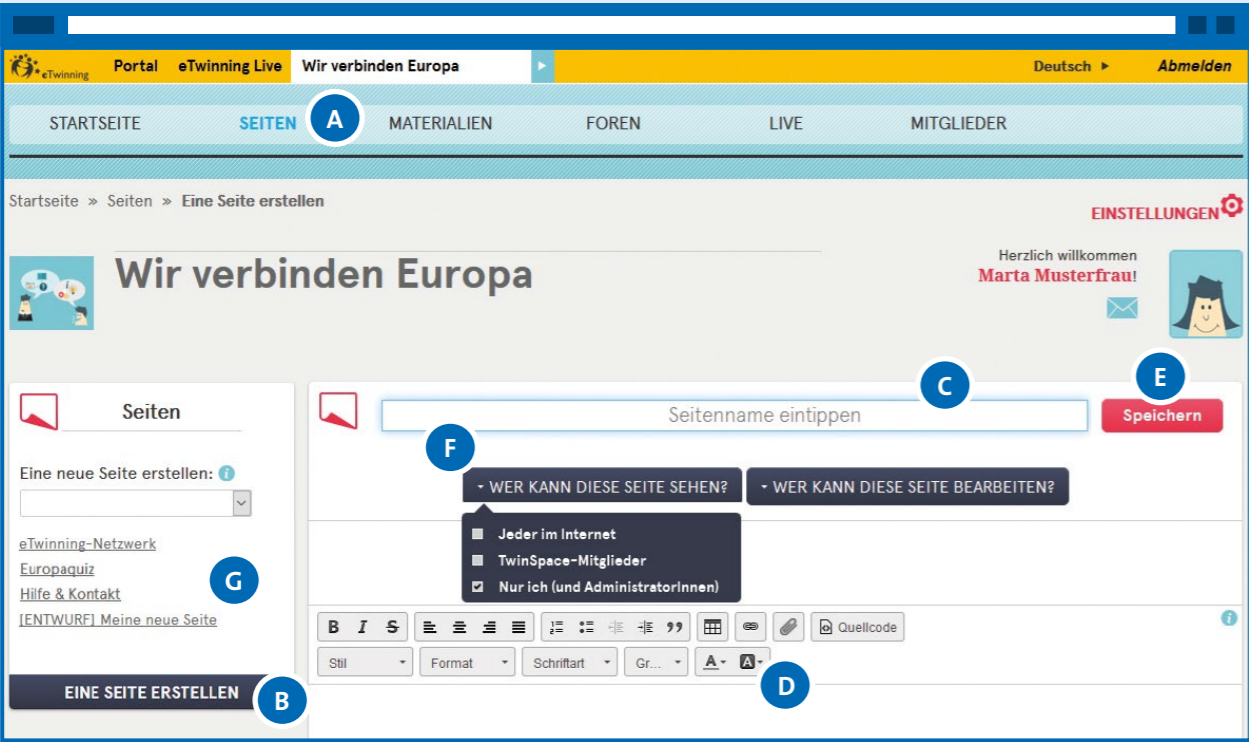 eTwinning Portal eTwinning Live Wir verbinden Europa Deutsch Abmelden
STARTSEITE SEITEN A MATERIALIEN FOREN LIVE MITGLIEDER
Startseite » Seiten » Eine Seite erstellen
EINSTELLUNGEN
Wir verbinden Europa
Herzlich willkommen
Marta Musterfrau!
C
E
Seiten
Seitenname eintippen
Speichern
F
Eine neue Seite erstellen: i
WER KANN DIESE SEITE SEHEN? WER KANN DIESE SEITE BEARBEITEN?
Jeder im Internet
TwinSpace-Mitglieder
Nur ich (und AdministratorInnen)
eTwinning-Netzwerk
Europaquiz
G
Hilfe & Kontakt
[ENTWURF] Meine neue Seite
B I S Quellcode i
Stil Format Schriftart Gr... A A
D
EINE SEITE ERSTELLEN B